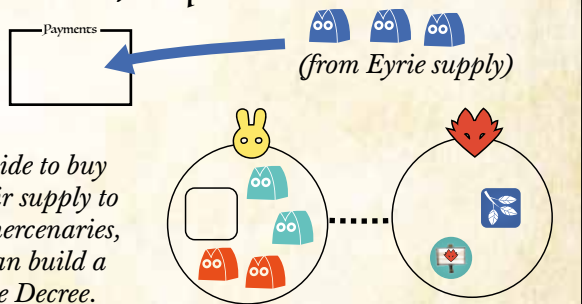 Payments
(from Eyrie supply)
ide to buy
ir supply to
mercenaries,
an build a
e Decree.